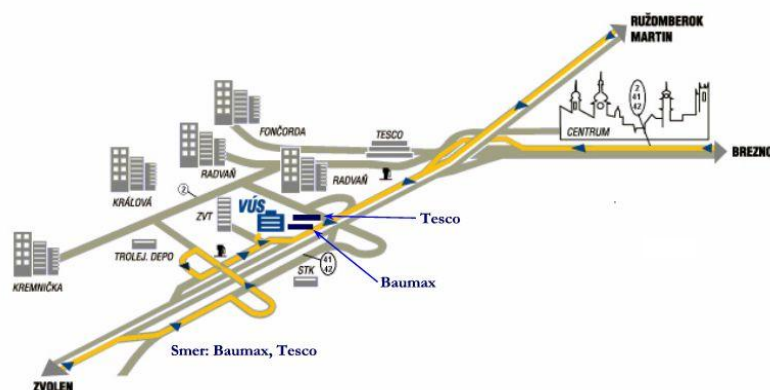 RUŽOMBEROK
MARTIN
2
41
42
FONČORDA
TESCO
CENTRUM
BREZNO
RADVAŇ
RADVAŇ
KRÁLOVÁ
2
VÚS
Tesco
ZVT
TROLEJ. DEPO
41
42
STK
Baumax
KREMNIČKA
Smer: Baumax, Tesco
ZVOLEN